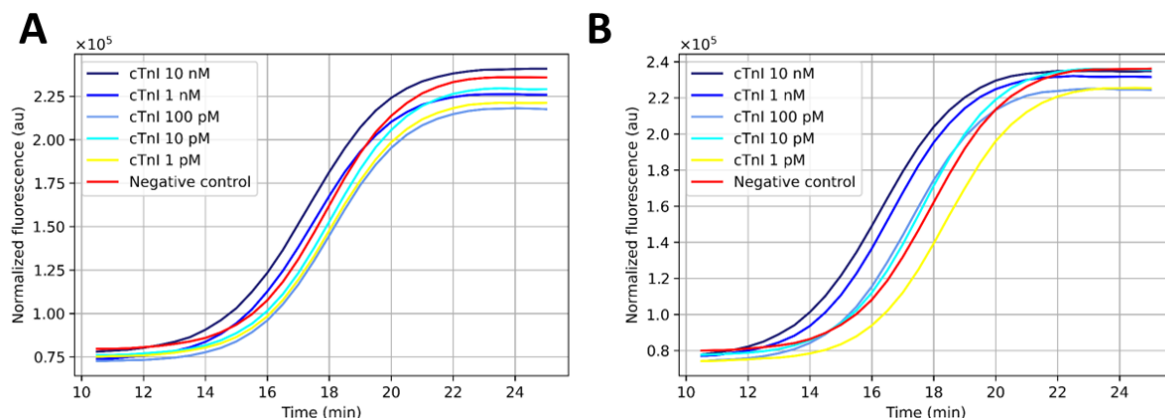 A
×10⁵
cTnI 10 nM
cTnI 1 nM
cTnI 100 pM
cTnI 10 pM
cTnI 1 pM
Negative control
Normalized fluorescence (au)
2.25
2.00
1.75
1.50
1.25
1.00
0.75
10 12 14 16 18 20 22 24
Time (min)
B
×10⁵
cTnI 10 nM
cTnI 1 nM
cTnI 100 pM
cTnI 10 pM
cTnI 1 pM
Negative control
Normalized fluorescence (au)
2.4
2.2
2.0
1.8
1.6
1.4
1.2
1.0
0.8
10 12 14 16 18 20 22 24
Time (min)